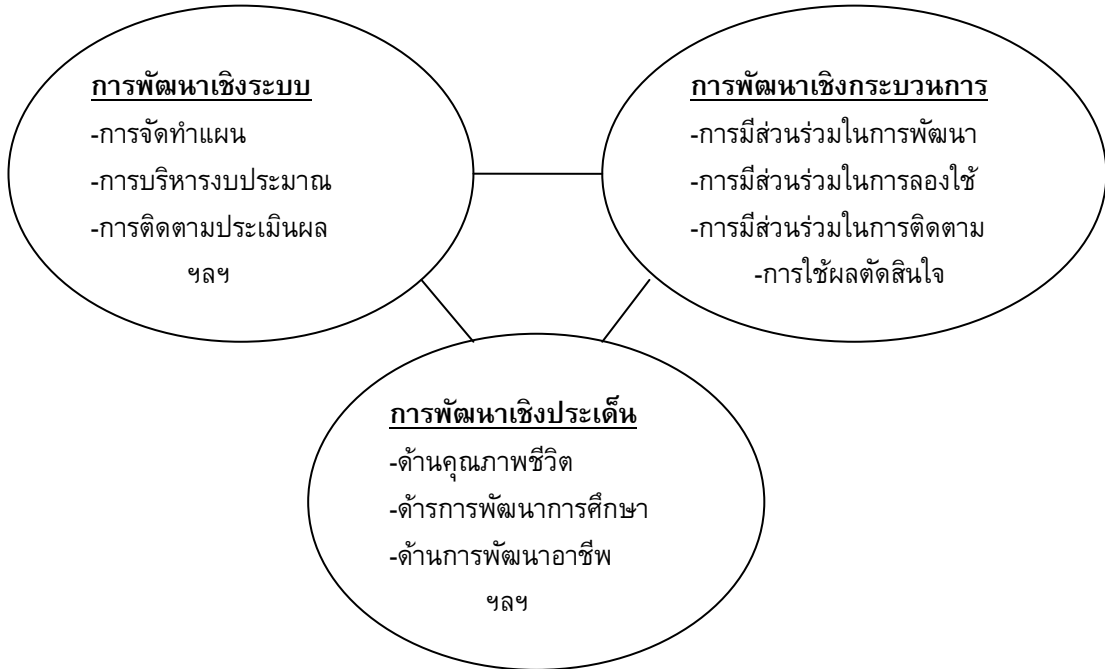 การพัฒนาเชิงระบบ
-การจัดทำแผน
-การบริหารงบประมาณ
-การติดตามประเมินผล
ฯลฯ
การพัฒนาเชิงกระบวนการ
-การมีส่วนร่วมในการพัฒนา
-การมีส่วนร่วมในการลองใช้
-การมีส่วนร่วมในการติดตาม
-การใช้ผลตัดสินใจ
การพัฒนาเชิงประเด็น
-ด้านคุณภาพชีวิต
-ด้ารการพัฒนาการศึกษา
-ด้านการพัฒนาอาชีพ
ฯลฯ